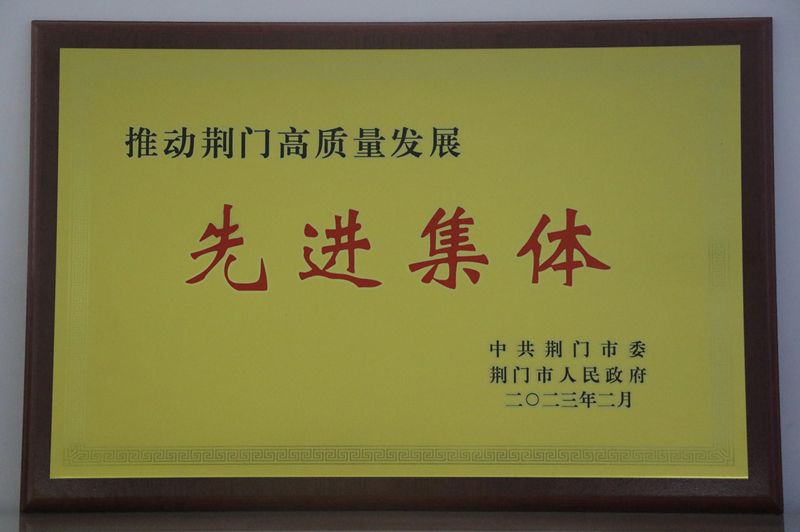 推动荆门高质量发展
先进集体
中共荆门市委
荆门市人民政府
二〇二三年二月